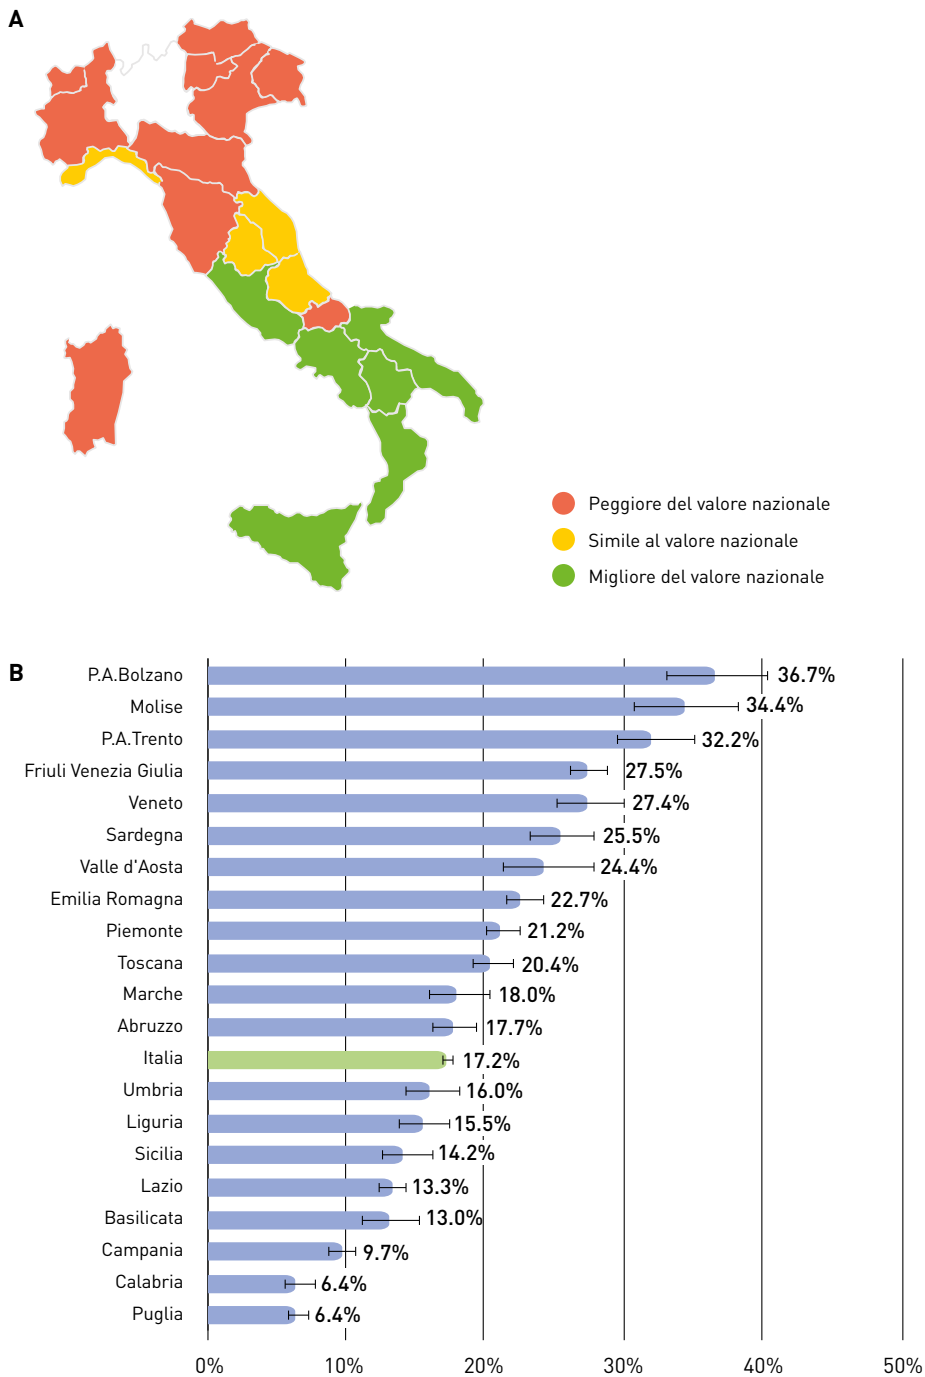 A
Peggiore del valore nazionale
Simile al valore nazionale
Migliore del valore nazionale
B
P.A.Bolzano 36.7%
Molise 34.4%
P.A.Trento 32.2%
Friuli Venezia Giulia 27.5%
Veneto 27.4%
Sardegna 25.5%
Valle d'Aosta 24.4%
Emilia Romagna 22.7%
Piemonte 21.2%
Toscana 20.4%
Marche 18.0%
Abruzzo 17.7%
Italia 17.2%
Umbria 16.0%
Liguria 15.5%
Sicilia 14.2%
Lazio 13.3%
Basilicata 13.0%
Campania 9.7%
Calabria 6.4%
Puglia 6.4%
0% 10% 20% 30% 40% 50%